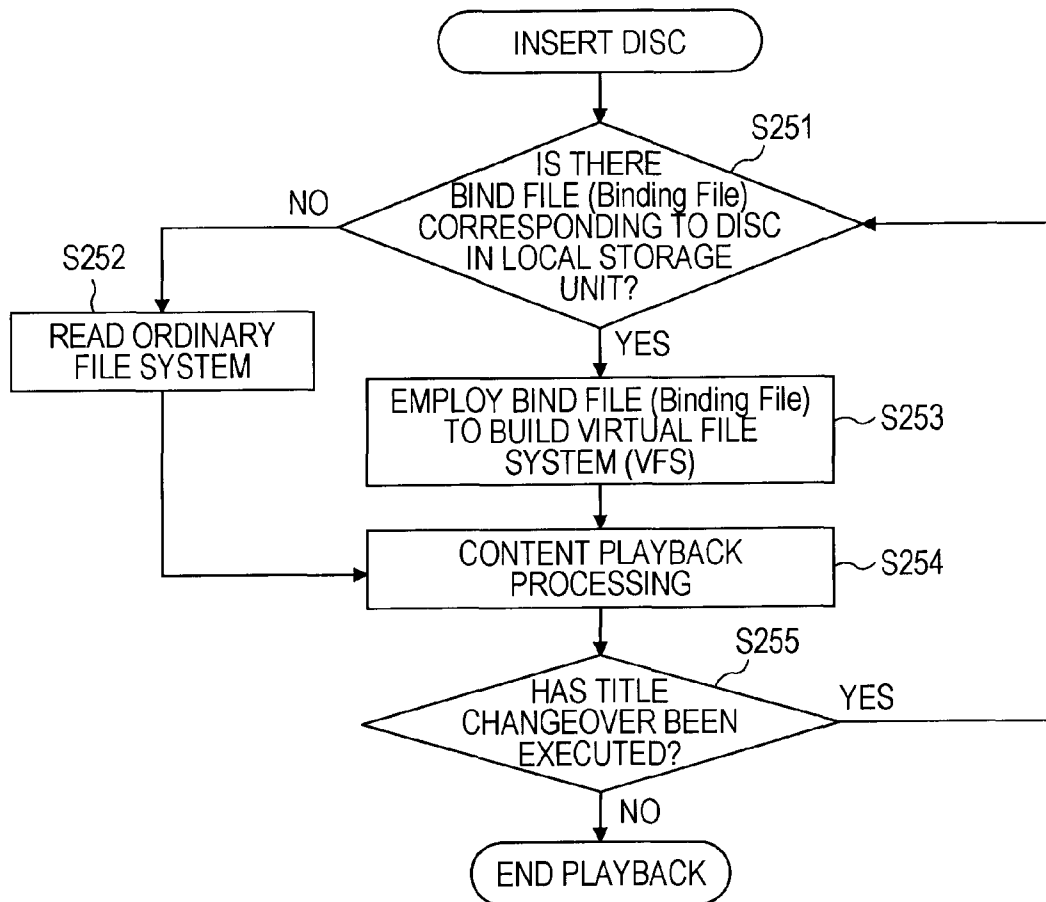 INSERT DISC
S251
IS THERE
BIND FILE (Binding File)
CORRESPONDING TO DISC
IN LOCAL STORAGE
UNIT?
NO
YES
S252
READ ORDINARY
FILE SYSTEM
EMPLOY BIND FILE (Binding File)
TO BUILD VIRTUAL FILE
SYSTEM (VFS)
S253
CONTENT PLAYBACK
PROCESSING
S254
S255
HAS TITLE
CHANGEOVER BEEN
EXECUTED?
YES
NO
END PLAYBACK